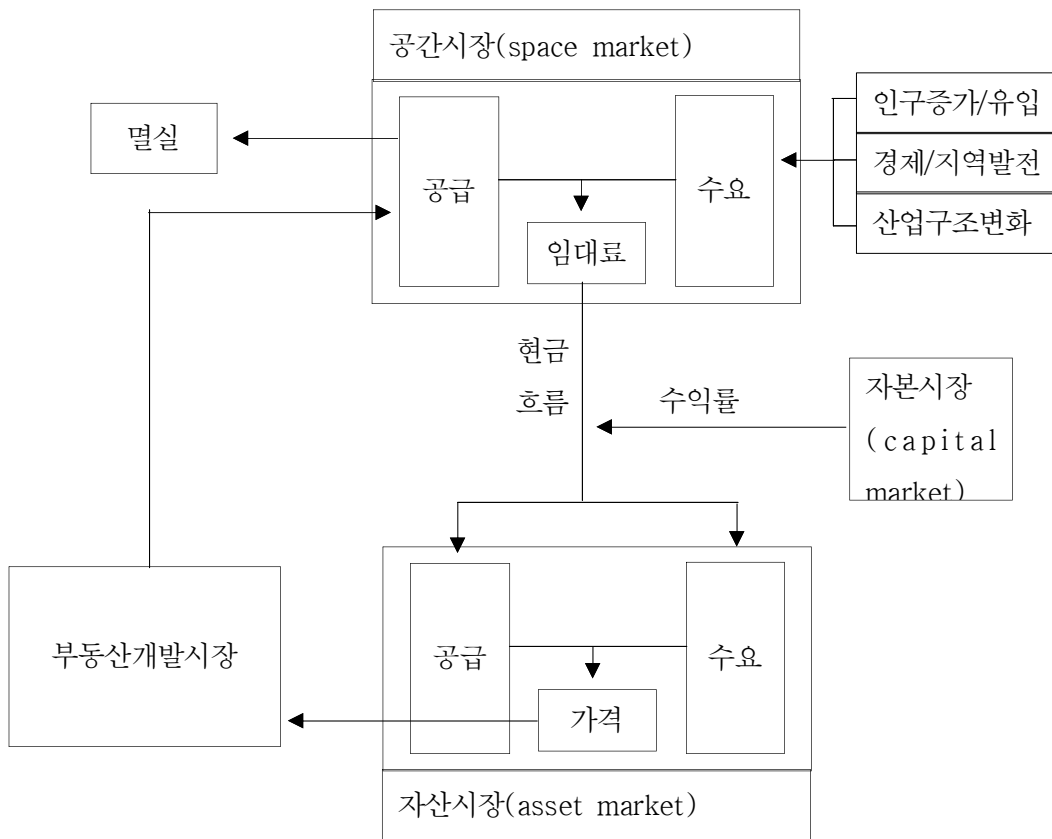 공간시장(space market)
인구증가/유입
멸실
경제/지역발전
공급
수요
산업구조변화
임대료
현금
흐름
수익률
자본시장
(capital
market)
부동산개발시장
공급
수요
가격
자산시장(asset market)